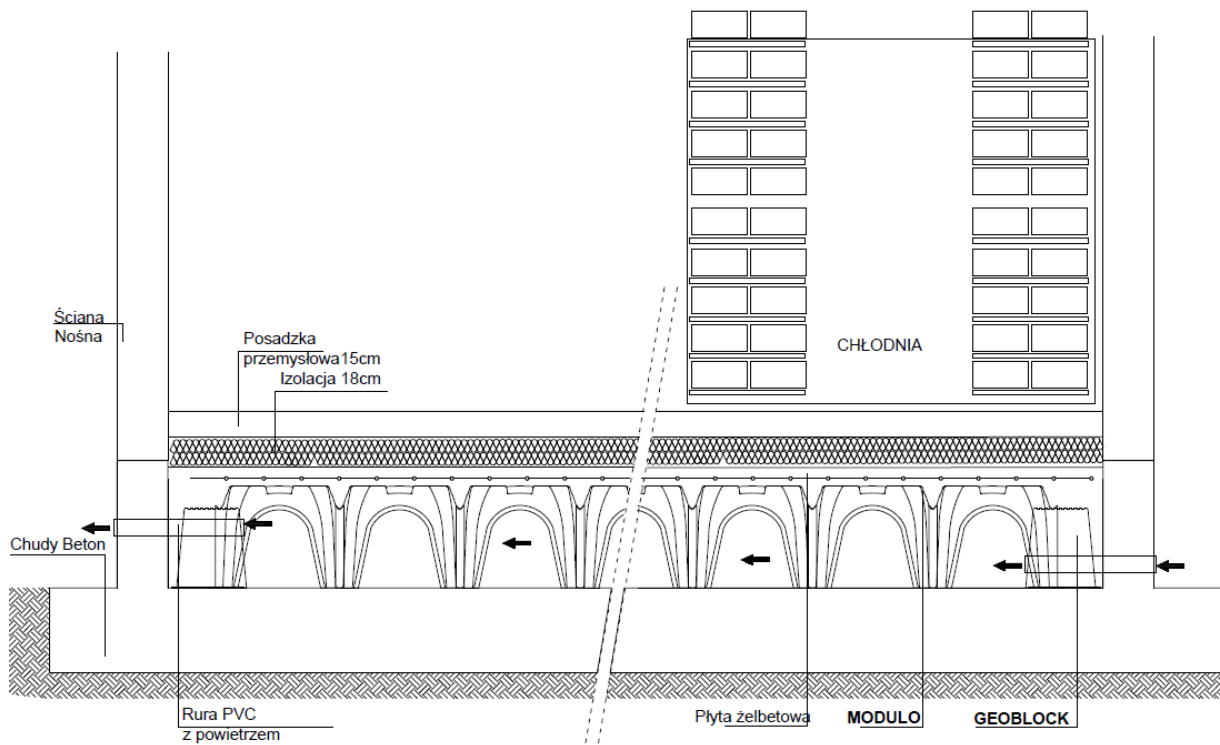 CHŁODNIA
Ściana
Nośna
Posadzka
przemysłowa15cm
Izolacja 18cm
Chudy Beton
Rura PVC
z powietrzem
Płyta żelbetowa
MODULO
GEOBLOCK